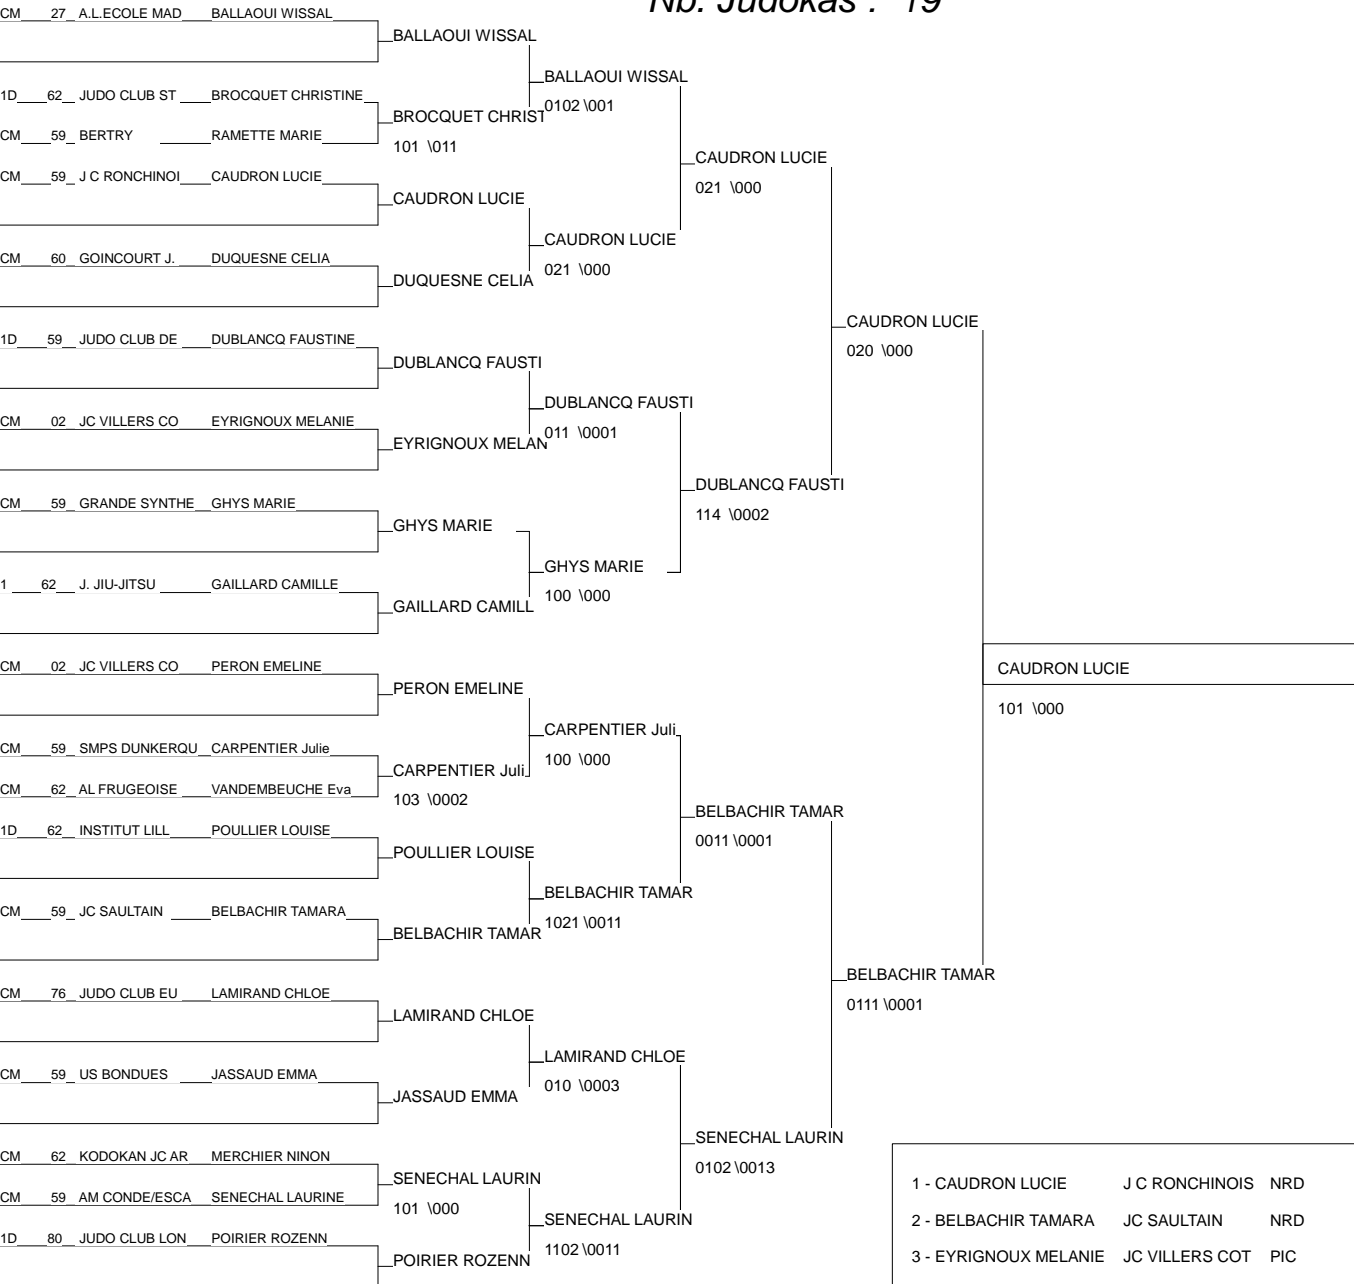 Nb. Judokas : 19
CM 27 A.L.ECOLE MAD BALLAOUI WISSAL
BALLAOUI WISSAL
BALLAOUI WISSAL
0102 \001
1D 62 JUDO CLUB ST BROCQUET CHRISTINE
BROCQUET CHRIST
101 \011
CM 59 BERTRY RAMETTE MARIE
CAUDRON LUCIE
021 \000
CM 59 J C RONCHINOI CAUDRON LUCIE
CAUDRON LUCIE
CAUDRON LUCIE
021 \000
CM 60 GOINCOURT J. DUQUESNE CELIA
DUQUESNE CELIA
CAUDRON LUCIE
020 \000
1D 59 JUDO CLUB DE DUBLANCQ FAUSTINE
DUBLANCQ FAUSTI
DUBLANCQ FAUSTI
011 \0001
CM 02 JC VILLERS CO EYRIGNOUX MELANIE
EYRIGNOUX MELAN
DUBLANCQ FAUSTI
114 \0002
CM 59 GRANDE SYNTHE GHYS MARIE
GHYS MARIE
GHYS MARIE
100 \000
1 62 J. JIU-JITSU GAILLARD CAMILLE
GAILLARD CAMILL
CAUDRON LUCIE
101 \000
CM 02 JC VILLERS CO PERON EMELINE
PERON EMELINE
CARPENTIER Juli
100 \000
CM 59 SMPS DUNKERQU CARPENTIER Julie
CARPENTIER Juli
103 \0002
CM 62 AL FRUGEOISE VANDEMBEUCHE Eva
BELBACHIR TAMAR
0011 \0001
1D 62 INSTITUT LILL POULLIER LOUISE
POULLIER LOUISE
BELBACHIR TAMAR
1021 \0011
CM 59 JC SAULTAIN BELBACHIR TAMARA
BELBACHIR TAMAR
BELBACHIR TAMAR
0111 \0001
CM 76 JUDO CLUB EU LAMIRAND CHLOE
LAMIRAND CHLOE
LAMIRAND CHLOE
010 \0003
CM 59 US BONDUES JASSAUD EMMA
JASSAUD EMMA
SENECHAL LAURIN
0102 \0013
CM 62 KODOKAN JC AR MERCHIER NINON
SENECHAL LAURIN
101 \000
CM 59 AM CONDE/ESCA SENECHAL LAURINE
SENECHAL LAURIN
1102 \0011
1D 80 JUDO CLUB LON POIRIER ROZENN
POIRIER ROZENN
1 - CAUDRON LUCIE J C RONCHINOIS NRD
2 - BELBACHIR TAMARA JC SAULTAIN NRD
3 - EYRIGNOUX MELANIE JC VILLERS COT PIC